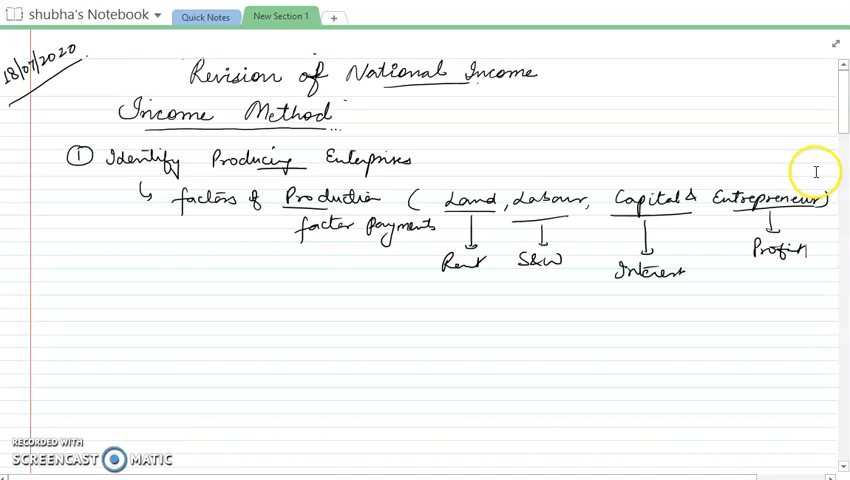 shubha's Notebook
Quick Notes
New Section 1
18/07/2020
Revision of National Income
Income Method
① Identify Producing Enterprises
factors of Production ( Land, Labour, Capital & Entrepreneur)
factor payments
Rent S&W Interest Profit
RECORDED WITH
SCREENCAST MATIC